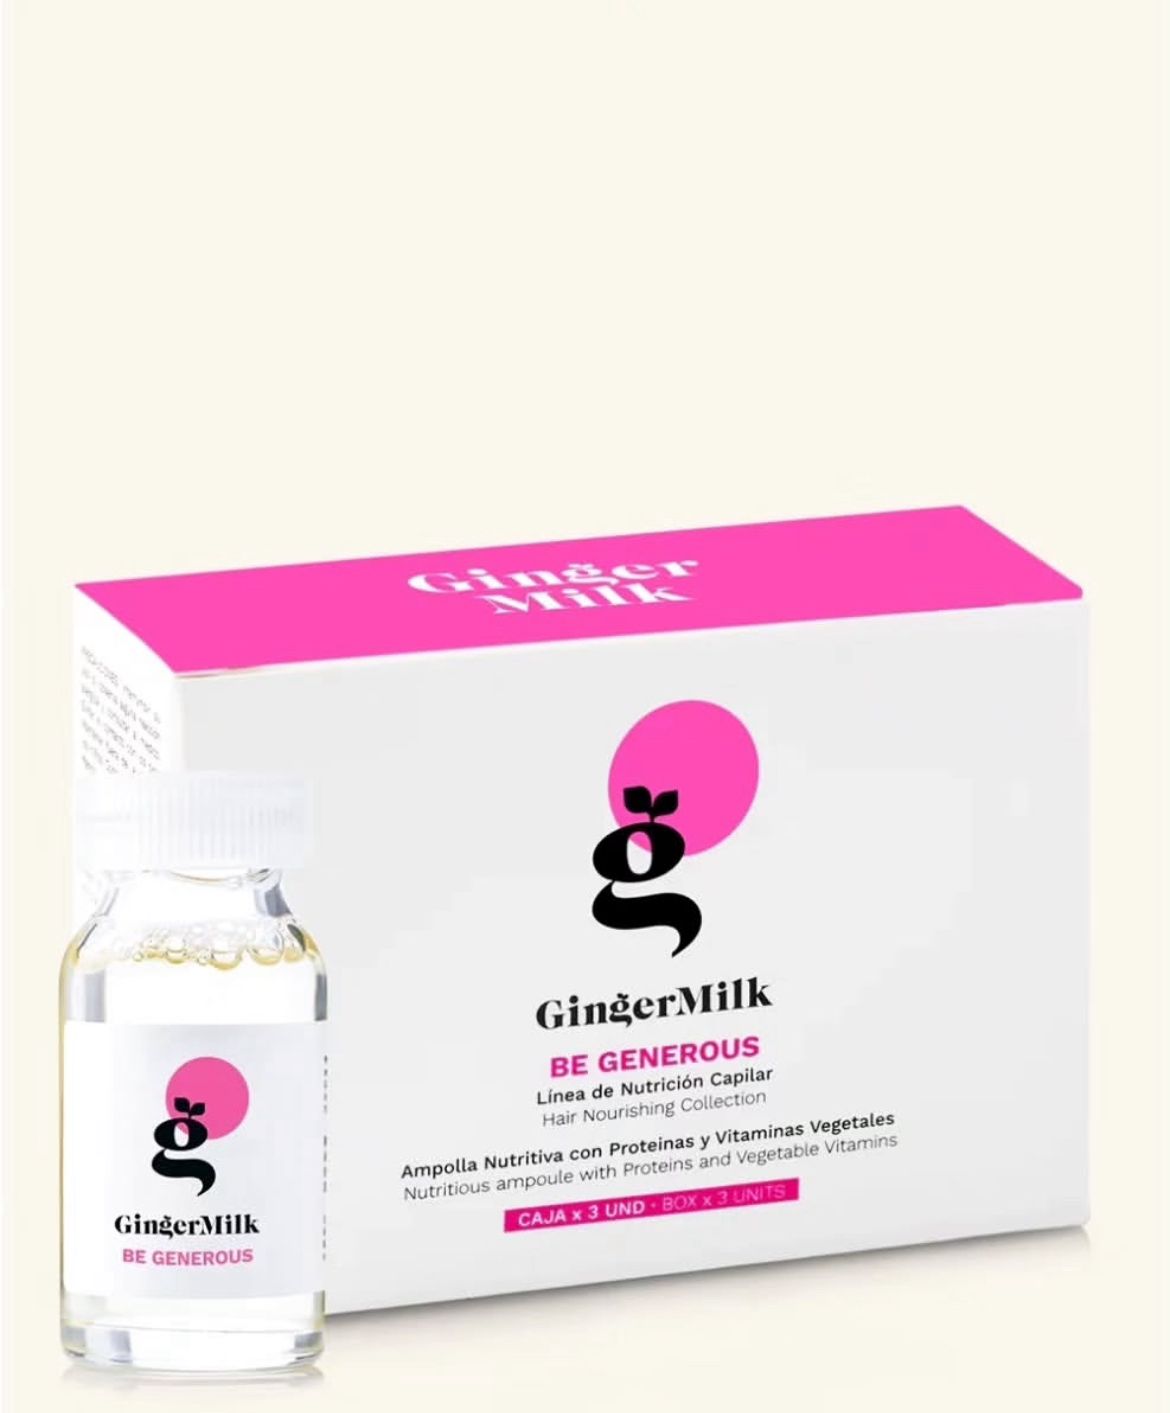 Ginger
Milk
g
GingerMilk
BE GENEROUS
Línea de Nutrición Capilar
Hair Nourishing Collection
Ampolla Nutritiva con Proteinas y Vitaminas Vegetales
Nutritious ampoule with Proteins and Vegetable Vitamins
CAJA x 3 UND • BOX x 3 UNITS
g
GingerMilk
BE GENEROUS